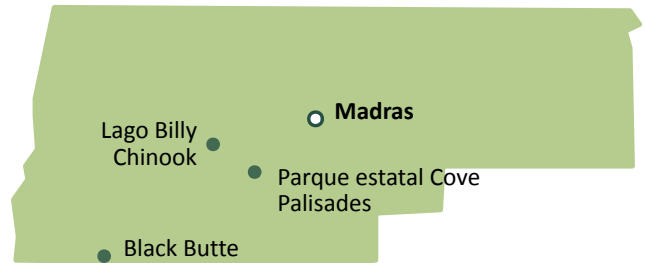 Madras
Lago Billy
Chinook
Parque estatal Cove
Palisades
Black Butte